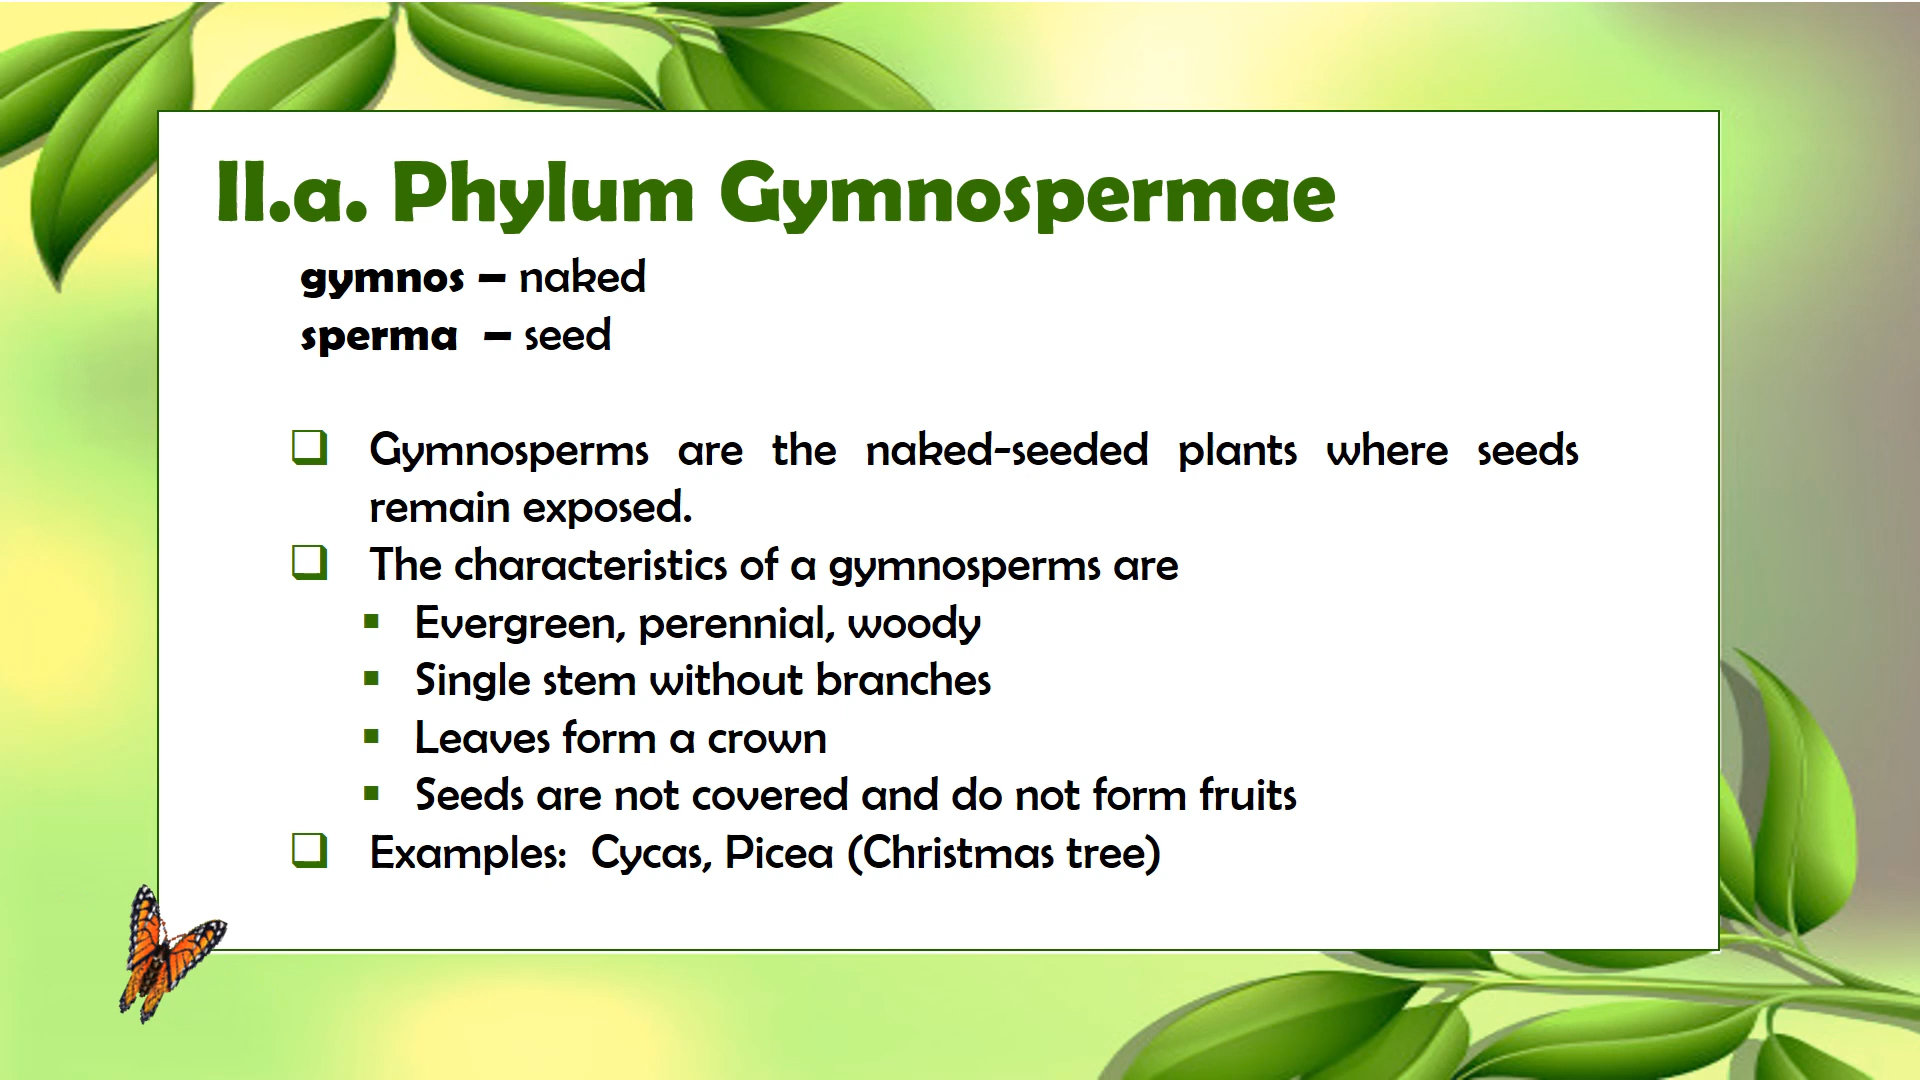 II.a. Phylum Gymnospermae
gymnos – naked
sperma – seed
Gymnosperms are the naked-seeded plants where seeds
remain exposed.
The characteristics of a gymnosperms are
Evergreen, perennial, woody
Single stem without branches
Leaves form a crown
Seeds are not covered and do not form fruits
Examples: Cycas, Picea (Christmas tree)